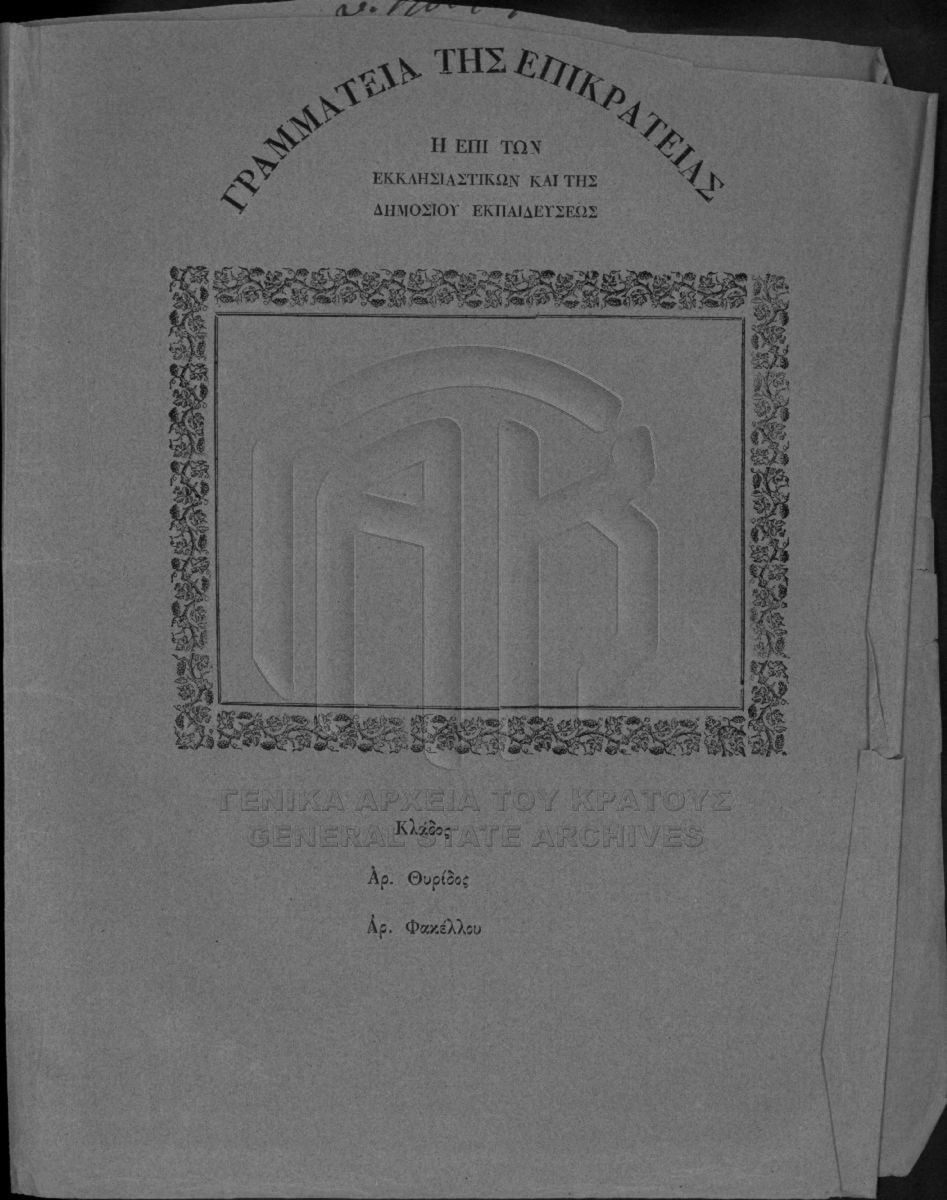 ΓΡΑΜΜΑΤΕΙΑ ΤΗΣ ΕΠΙΚΡΑΤΕΙΑΣ
Η ΕΠΙ ΤΩΝ
ΕΚΚΛΗΣΙΑΣΤΙΚΩΝ ΚΑΙ ΤΗΣ
ΔΗΜΟΣΙΟΥ ΕΚΠΑΙΔΕΥΣΕΩΣ
ΓΕΝΙΚΑ ΑΡΧΕΙΑ ΤΟΥ ΚΡΑΤΟΥΣ
Κλάδος
GENERAL STATE ARCHIVES
Ἀρ. Θυρίδος
Ἀρ. Φακέλλου